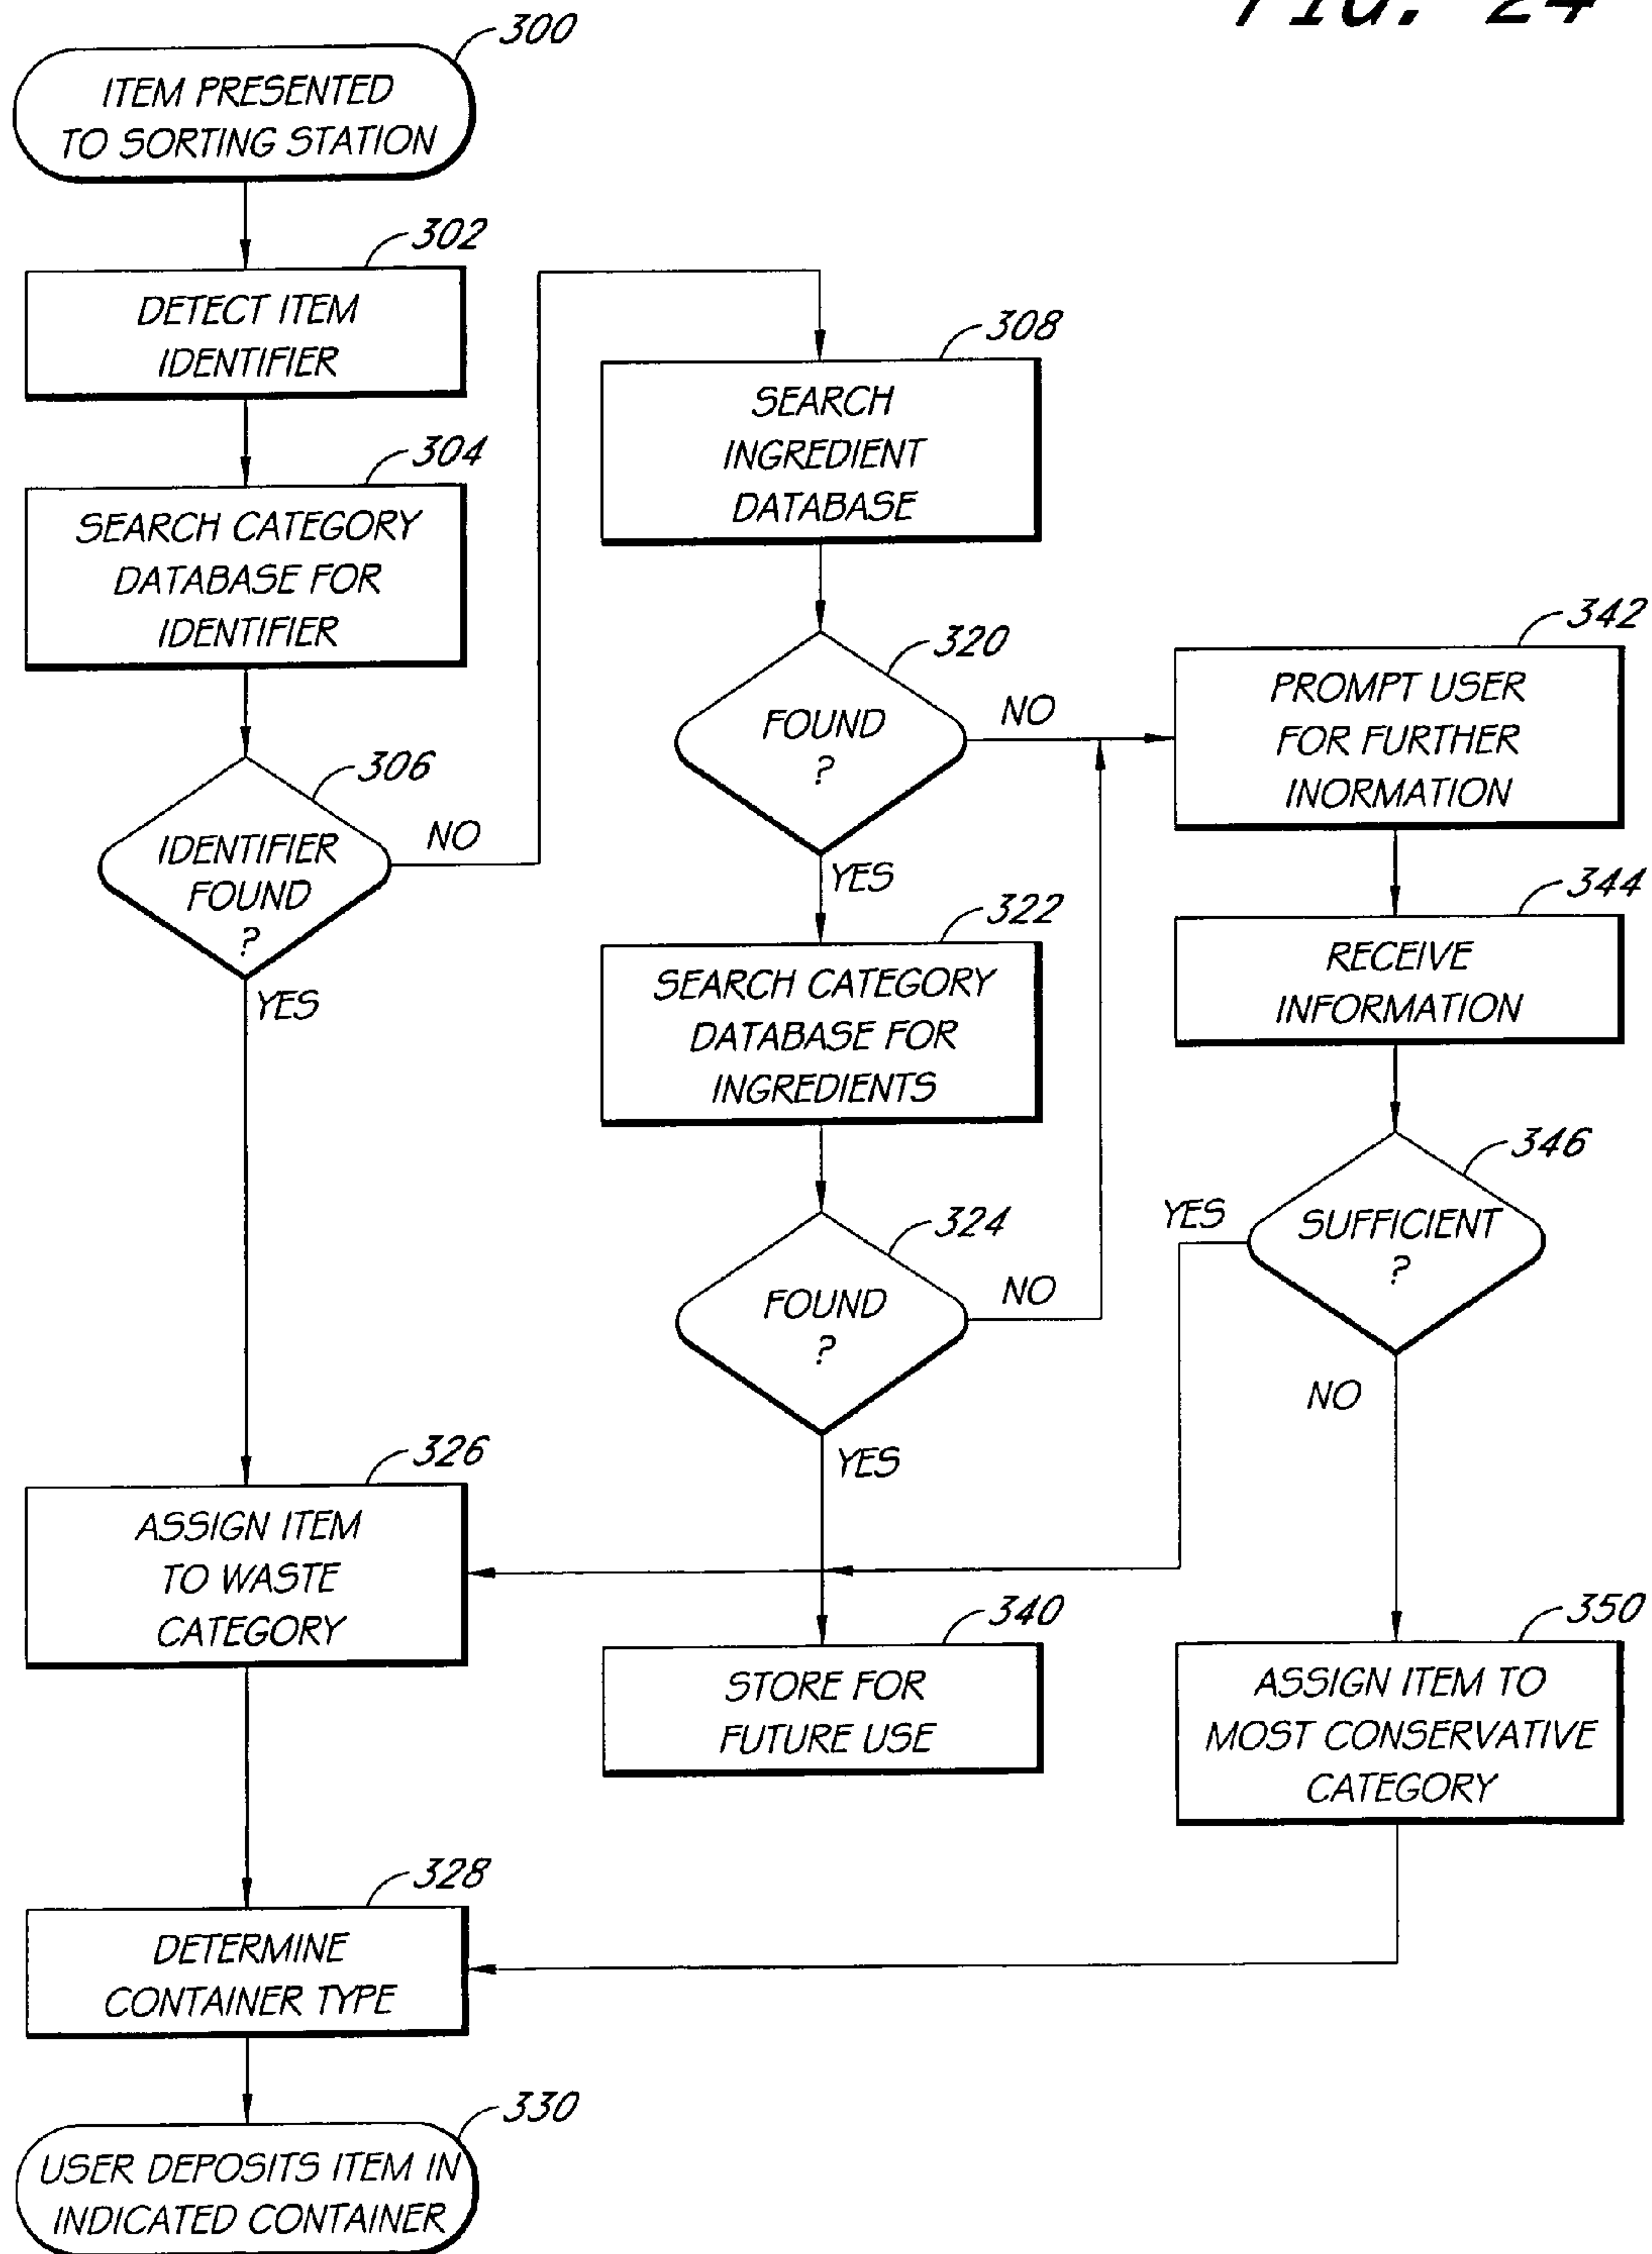 FIG. 24
300
ITEM PRESENTED
TO SORTING STATION
302
DETECT ITEM
IDENTIFIER
304
SEARCH CATEGORY
DATABASE FOR
IDENTIFIER
306
IDENTIFIER
FOUND
?
NO
YES
308
SEARCH
INGREDIENT
DATABASE
320
FOUND
?
NO
YES
322
SEARCH CATEGORY
DATABASE FOR
INGREDIENTS
324
FOUND
?
NO
YES
342
PROMPT USER
FOR FURTHER
INORMATION
344
RECEIVE
INFORMATION
346
SUFFICIENT
?
YES
NO
326
ASSIGN ITEM
TO WASTE
CATEGORY
340
STORE FOR
FUTURE USE
350
ASSIGN ITEM TO
MOST CONSERVATIVE
CATEGORY
328
DETERMINE
CONTAINER TYPE
330
USER DEPOSITS ITEM IN
INDICATED CONTAINER